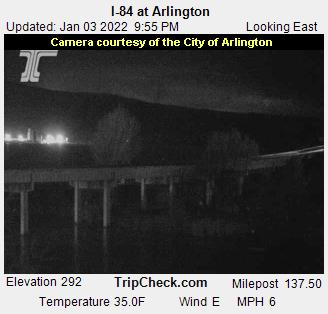 I-84 at Arlington
Updated: Jan 03 2022 9:55 PM Looking East
Camera courtesy of the City of Arlington
Elevation 292 TripCheck.com Milepost 137.50
Temperature 35.0F Wind E MPH 6